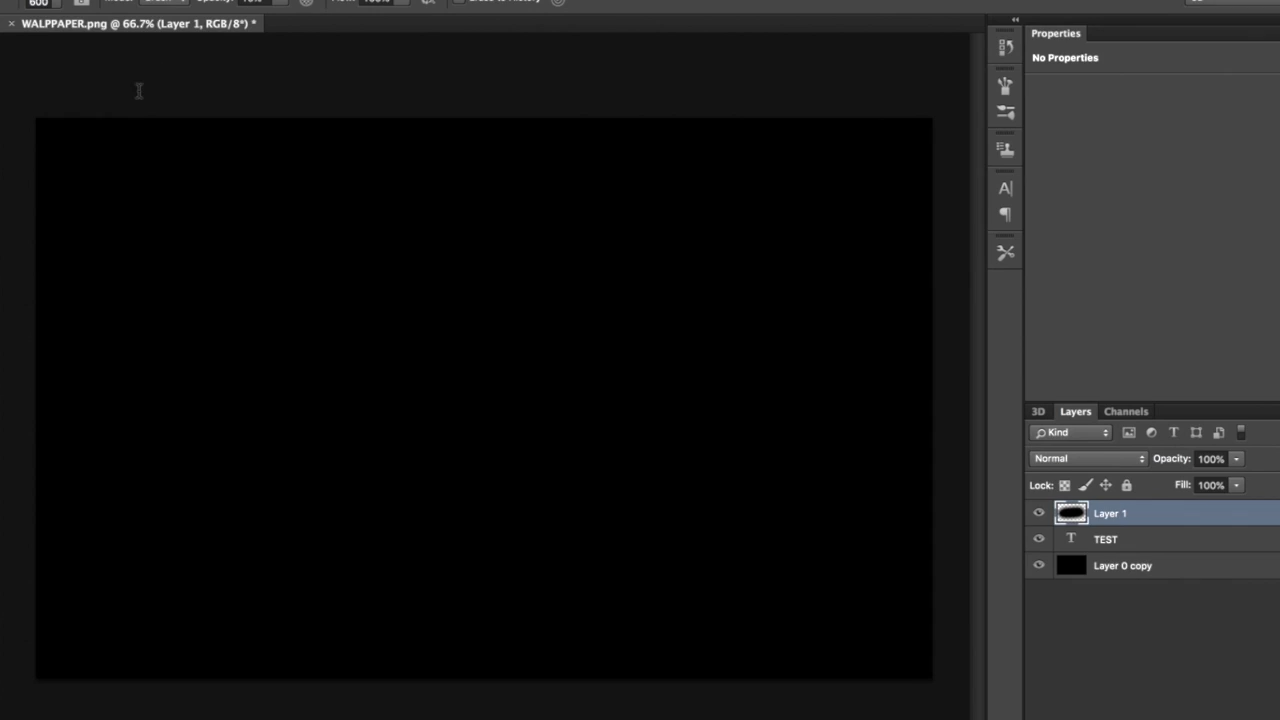 600
WALPPAPER.png @ 66.7% (Layer 1, RGB/8*) *
Properties
No Properties
3D Layers Channels
Kind
Normal Opacity: 100%
Lock: Fill: 100%
Layer 1
TEST
Layer 0 copy